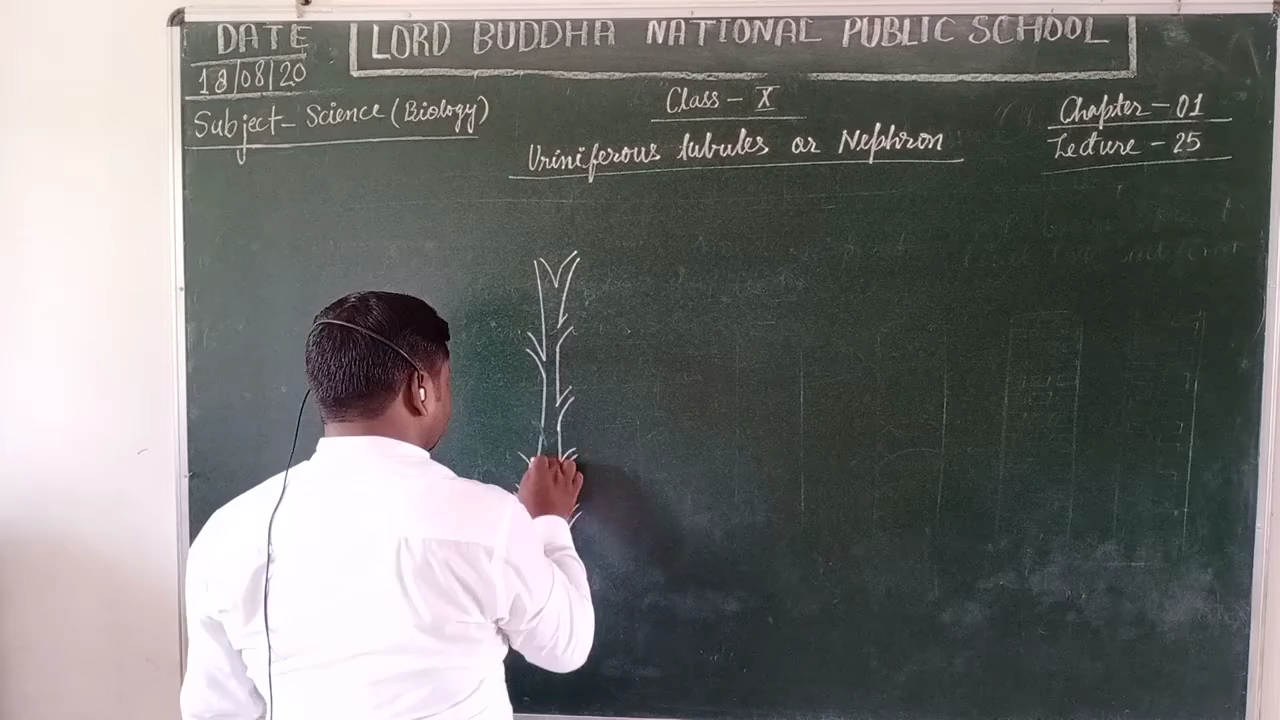 DATE
18/08/20
LORD BUDDHA NATIONAL PUBLIC SCHOOL
Subject- Science (Biology)
Class - X
Chapter - 01
Lecture - 25
Uriniferous tubules or Nephron